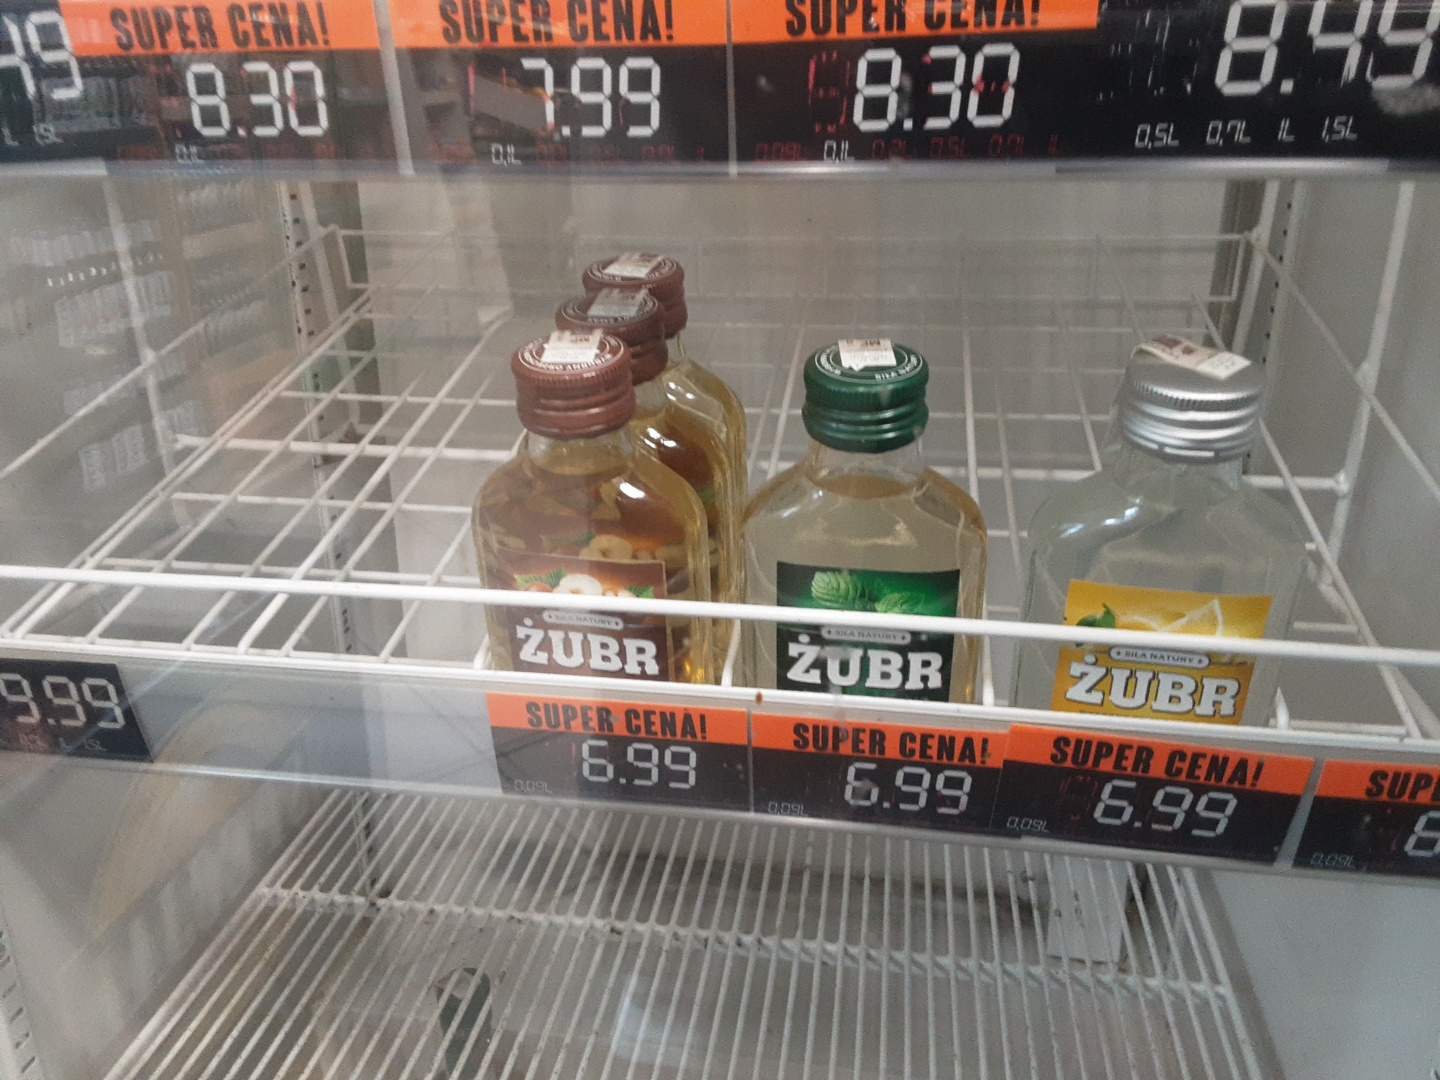 SUPER CENA!
SUPER CENA!
SUPER CENA!
8.30
7.99
8.30
8.49
0,1L
0,1L
0,1L
0,5L 0,7L 1L 1,5L
SIŁA NATURY
ŻUBR
SIŁA NATURY
ŻUBR
SIŁA NATURY
ŻUBR
9.99
SUPER CENA!
6.99
0,09L
SUPER CENA!
6.99
0,09L
SUPER CENA!
6.99
0,09L
0,09L